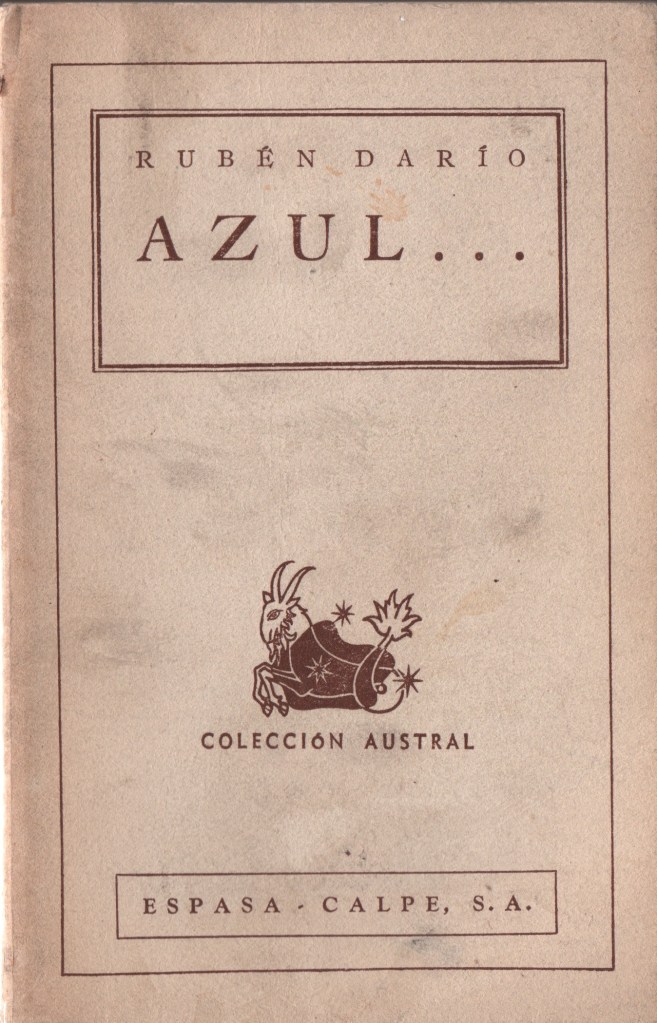 RUBÉN DARÍO
AZUL...
COLECCIÓN AUSTRAL
ESPASA - CALPE, S. A.